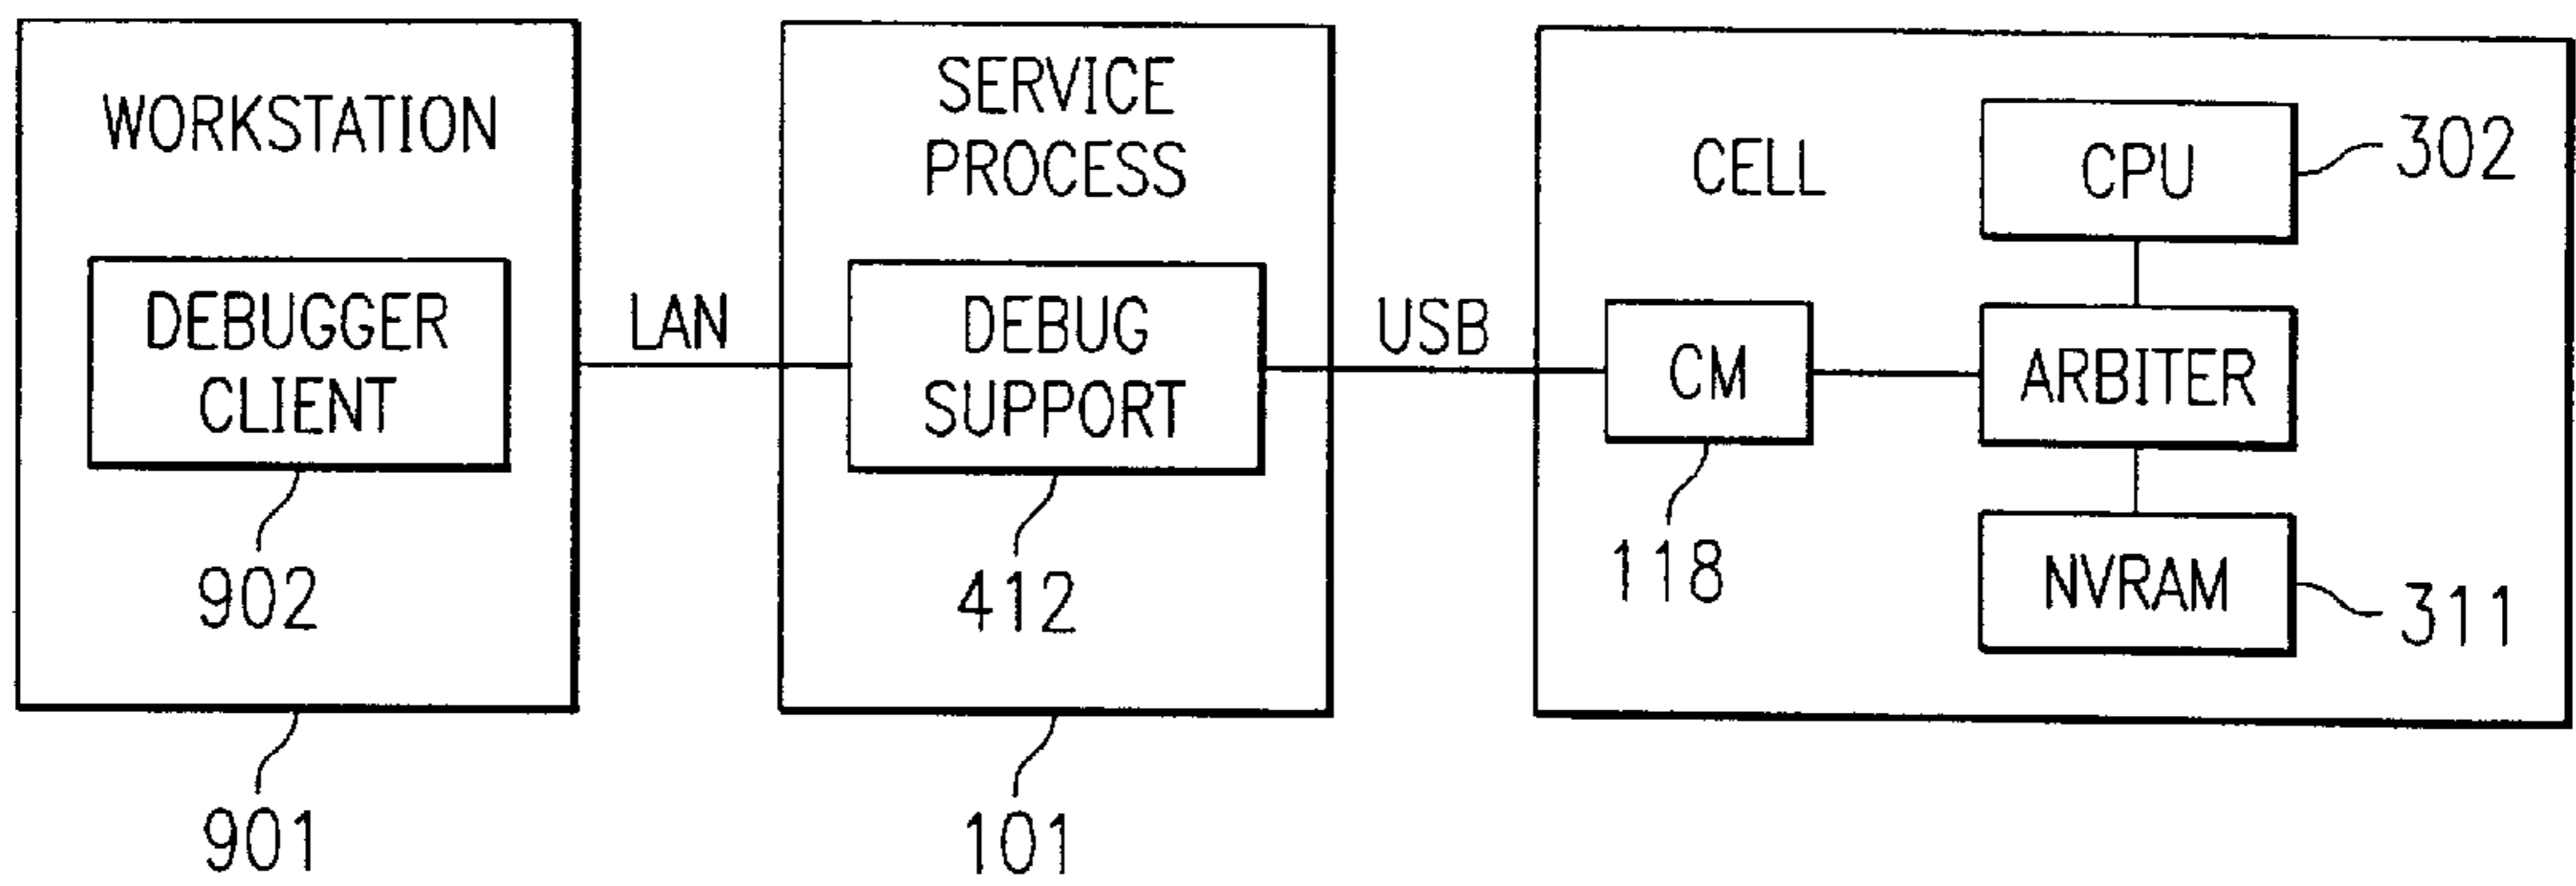 WORKSTATION
DEBUGGER
CLIENT
902
901
LAN
SERVICE
PROCESS
DEBUG
SUPPORT
412
101
USB
CELL
CPU
302
CM
118
ARBITER
NVRAM
311